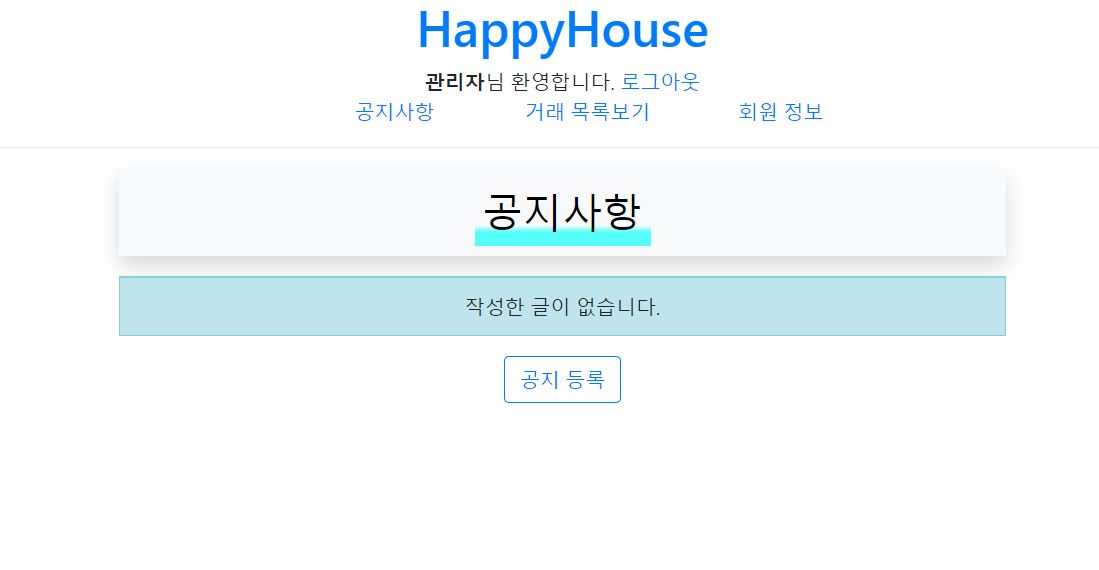 HappyHouse
관리자님 환영합니다. 로그아웃
공지사항 거래 목록보기 회원 정보
공지사항
작성한 글이 없습니다.
공지 등록